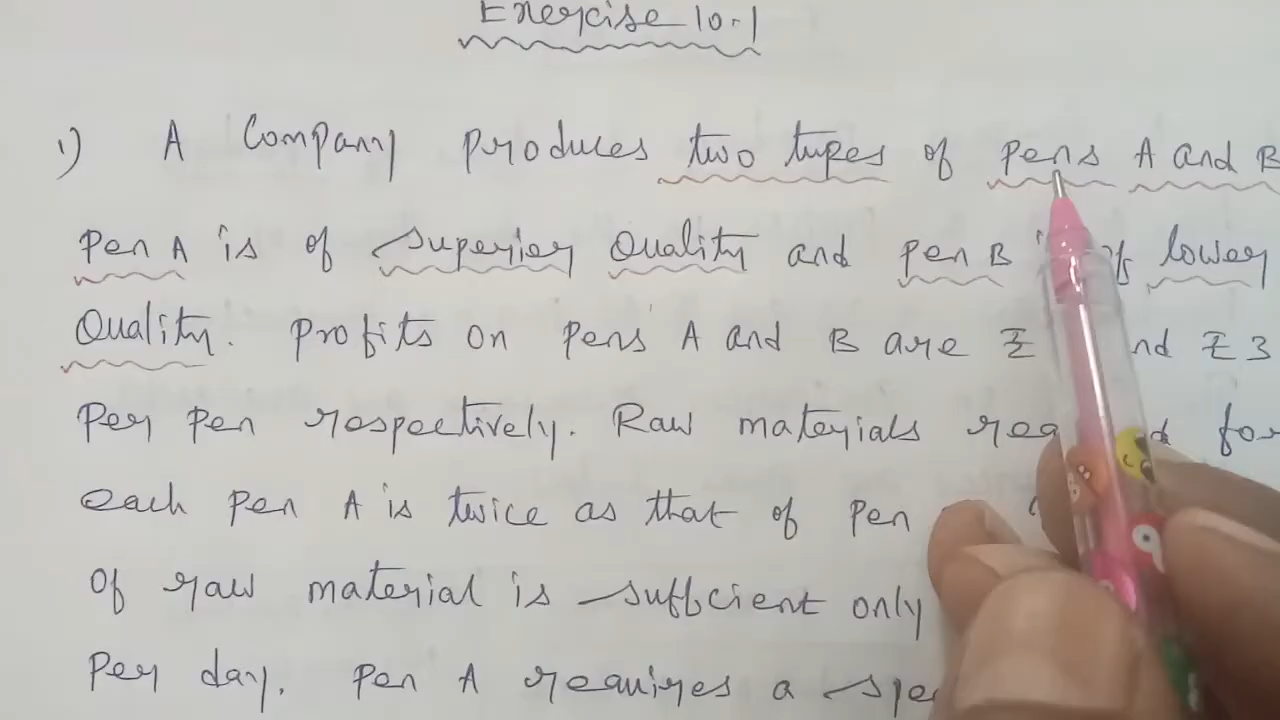 Exercise 10.1
1) A Company produces two types of pens A and B
Pen A is of superior Quality and pen B of lower
Quality. Profits on pens A and B are ₹ and ₹ 3
Per pen respectively. Raw materials for
each pen A is twice as that of pen
of raw material is sufficient only
Per day. Pen A requires a